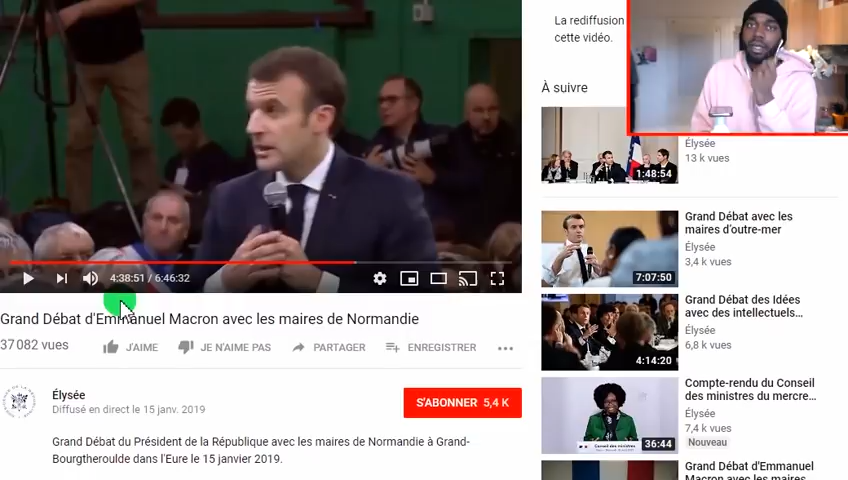 4:38:51 / 6:46:32
Grand Débat d'Emmanuel Macron avec les maires de Normandie
37 082 vues
J'AIME
JE N'AIME PAS
PARTAGER
ENREGISTRER
Élysée
Diffusé en direct le 15 janv. 2019
S'ABONNER 5,4 K
Grand Débat du Président de la République avec les maires de Normandie à Grand-
Bourgtheroulde dans l'Eure le 15 janvier 2019.
La rediffusion
cette vidéo.
À suivre
1:48:54
Élysée
13 k vues
7:07:50
Grand Débat avec les
maires d'outre-mer
Élysée
3,4 k vues
4:14:20
Grand Débat des Idées
avec des intellectuels…
Élysée
6,8 k vues
36:44
Compte-rendu du Conseil
des ministres du mercre…
Élysée
7,4 k vues
Nouveau
Grand Débat d'Emmanuel
Macron avec les maires